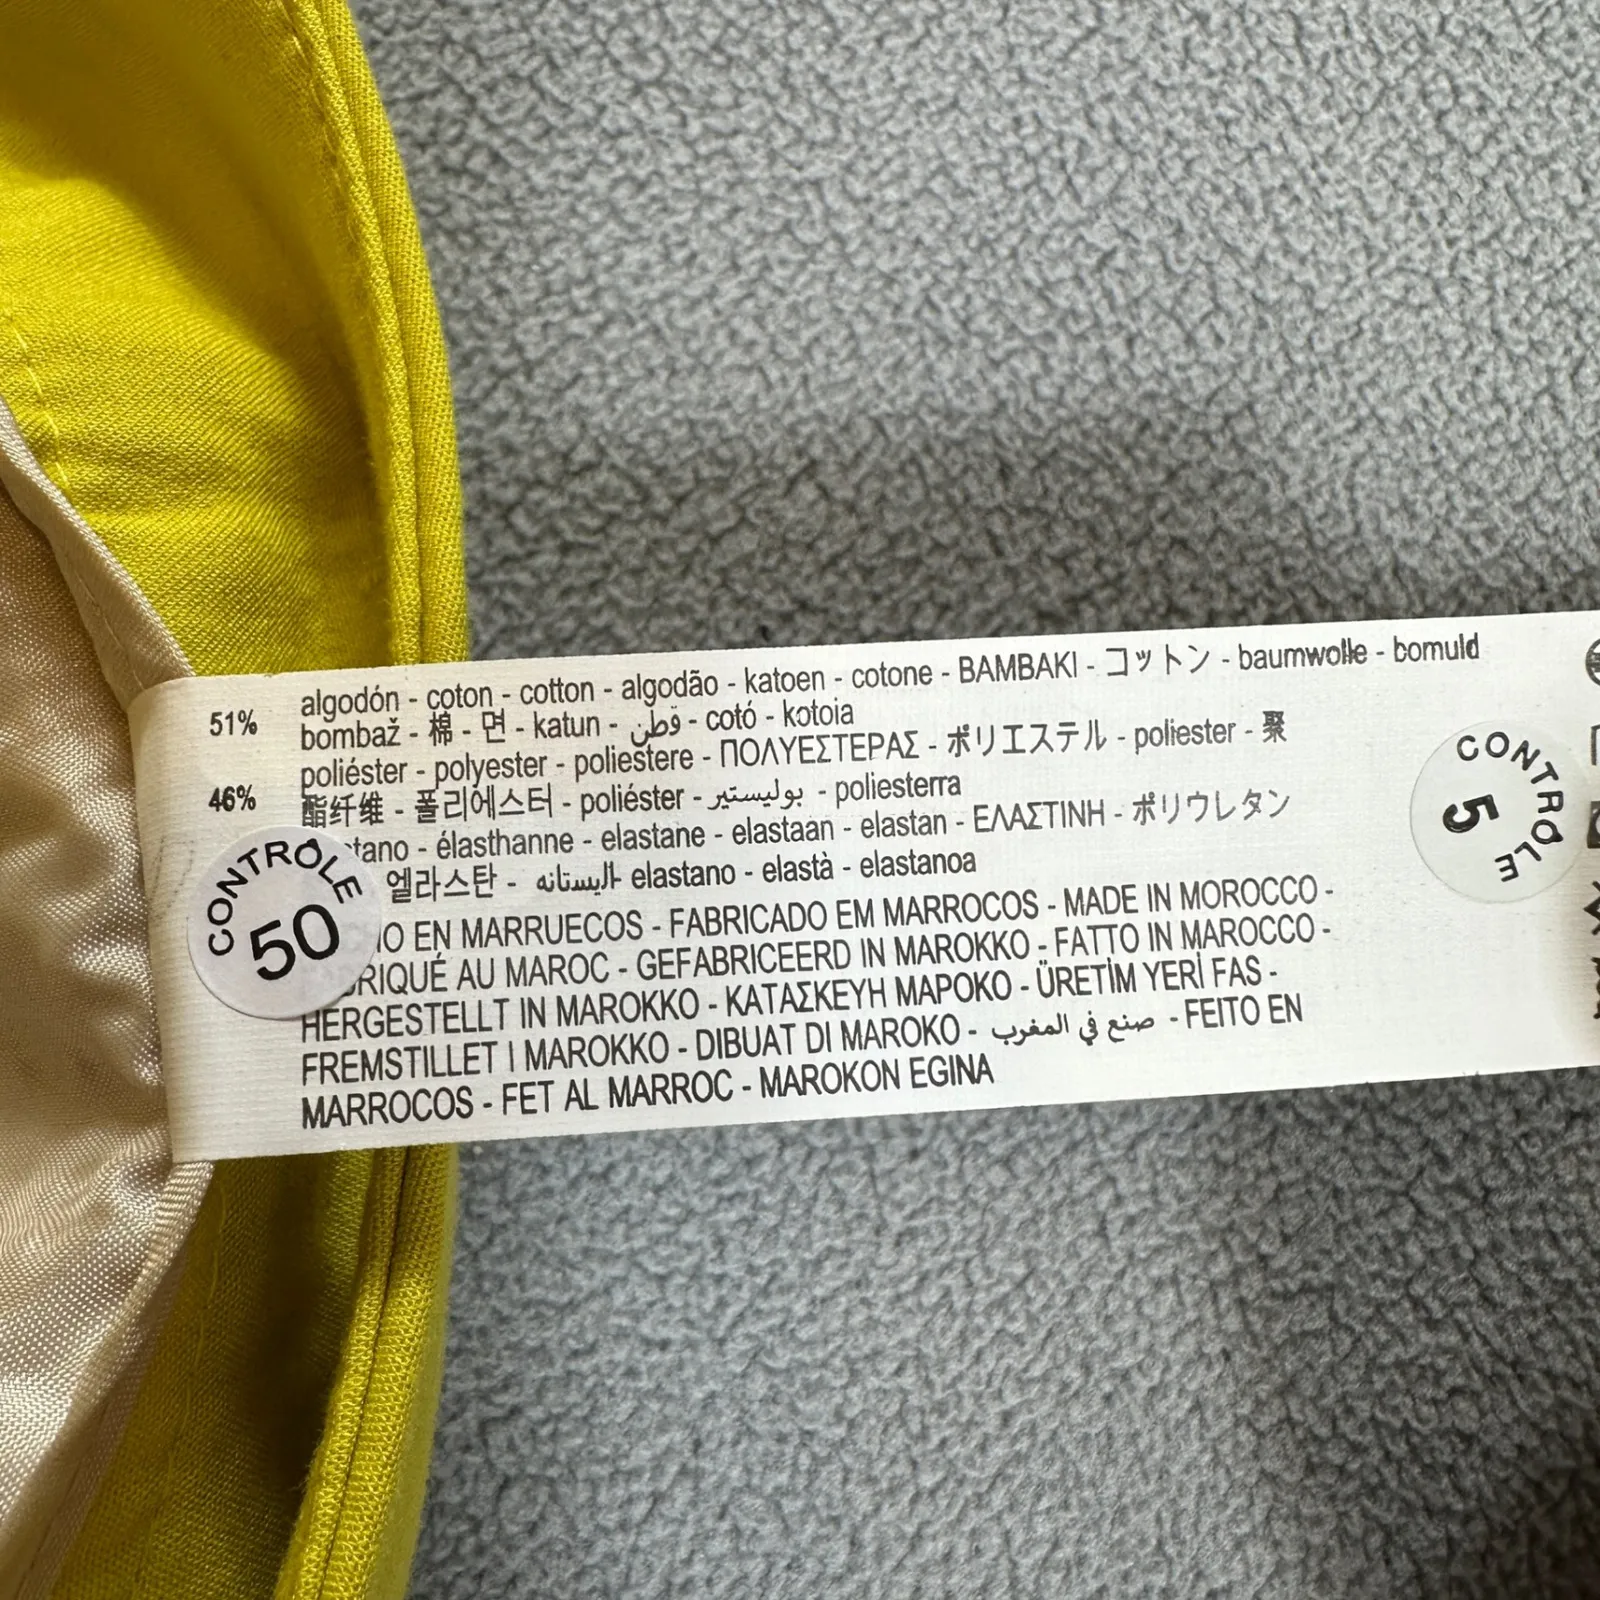 51% algodón - coton - cotton - algodão - katoen - cotone - BAMBAKI - コットン - baumwolle - bomuld
bombaž - 棉 - 면 - katun - قطن - cotó - kotoia
46% poliéster - polyester - poliestere - ΠΟΛΥΕΣΤΕΡΑΣ - ポリエステル - poliester - 聚
酯纤维 - 폴리에스터 - poliéster - بوليستير - poliesterra
tano - élasthanne - elastane - elastaan - elastan - ΕΛΑΣΤΙΝΗ - ポリウレタン
엘라스탄 - اليستانه - elastano - elastà - elastanoa
HO EN MARRUECOS - FABRICADO EM MARROCOS - MADE IN MOROCCO -
RIQUÉ AU MAROC - GEFABRICEERD IN MAROKKO - FATTO IN MAROCCO -
HERGESTELLT IN MAROKKO - ΚΑΤΑΣΚΕΥΗ ΜΑΡΟΚΟ - ÜRETİM YERİ FAS -
FREMSTILLET I MAROKKO - DIBUAT DI MAROKO - صنع في المغرب - FEITO EN
MARROCOS - FET AL MARROC - MAROKON EGINA
CONTRÔLE
50
CONTRÔLE
5